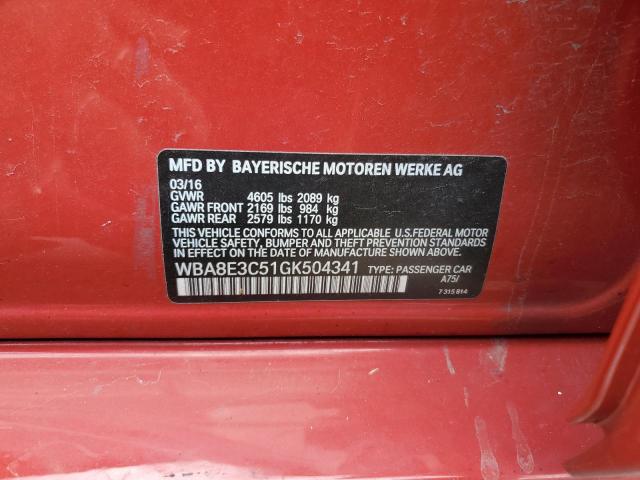 MFD BY BAYERISCHE MOTOREN WERKE AG
03/16
GVWR 4605 lbs 2089 kg
GAWR FRONT 2169 lbs 984 kg
GAWR REAR 2579 lbs 1170 kg
THIS VEHICLE CONFORMS TO ALL APPLICABLE U.S.FEDERAL MOTOR
VEHICLE SAFETY, BUMPER AND THEFT PREVENTION STANDARDS
IN EFFECT ON THE DATE OF MANUFACTURE SHOWN ABOVE.
WBA8E3C51GK504341 TYPE: PASSENGER CAR
A75/
7 315 814